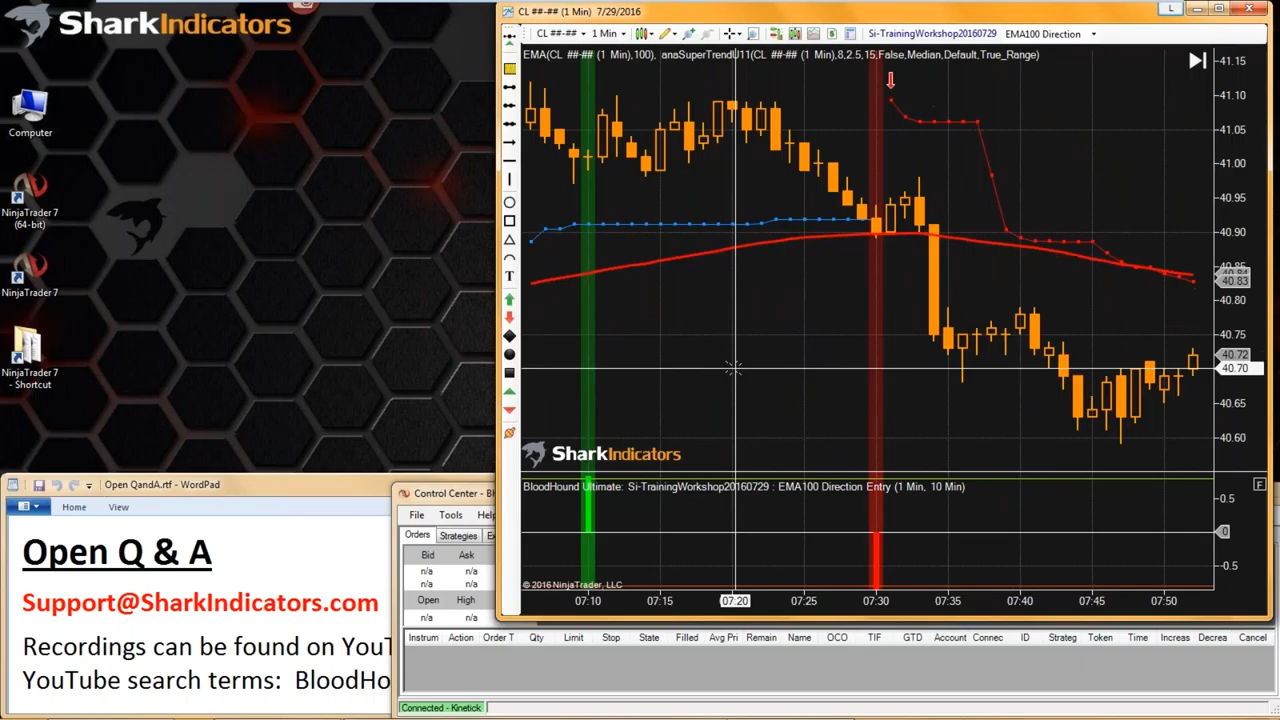 SharkIndicators
Computer
NinjaTrader 7
(64-bit)
NinjaTrader 7
NinjaTrader 7
- Shortcut
CL ##-## (1 Min) 7/29/2016
L
CL ##-## 1 Min Si-TrainingWorkshop20160729 EMA100 Direction
EMA(CL ##-## (1 Min),100), anaSuperTrendU11(CL ##-## (1 Min),8,2.5,15,False,Median,Default,True_Range)
T
$
41.15
41.10
41.05
41.00
40.95
40.90
40.85
40.84
40.83
40.80
40.75
40.72
40.70
40.65
40.60
SharkIndicators
BloodHound Ultimate: Si-TrainingWorkshop20160729 : EMA100 Direction Entry (1 Min, 10 Min)
F
0.5
0
-0.5
© 2016 NinjaTrader, LLC
07:10 07:15 07:20 07:25 07:30 07:35 07:40 07:45 07:50
Open QandA.rtf - WordPad
Home View
Open Q & A
Support@SharkIndicators.com
Recordings can be found on YouT
YouTube search terms: BloodHo
Control Center -
File Tools Help
Orders Strategies
Bid Ask
n/a n/a
n/a n/a
Open High
n/a n/a
Instrum Action Order T Qty Limit Stop State Filled Avg Pri Remain Name OCO TIF GTD Account Connec ID Strateg Token Time Increas Decrea Cancel
Connected - Kinetick